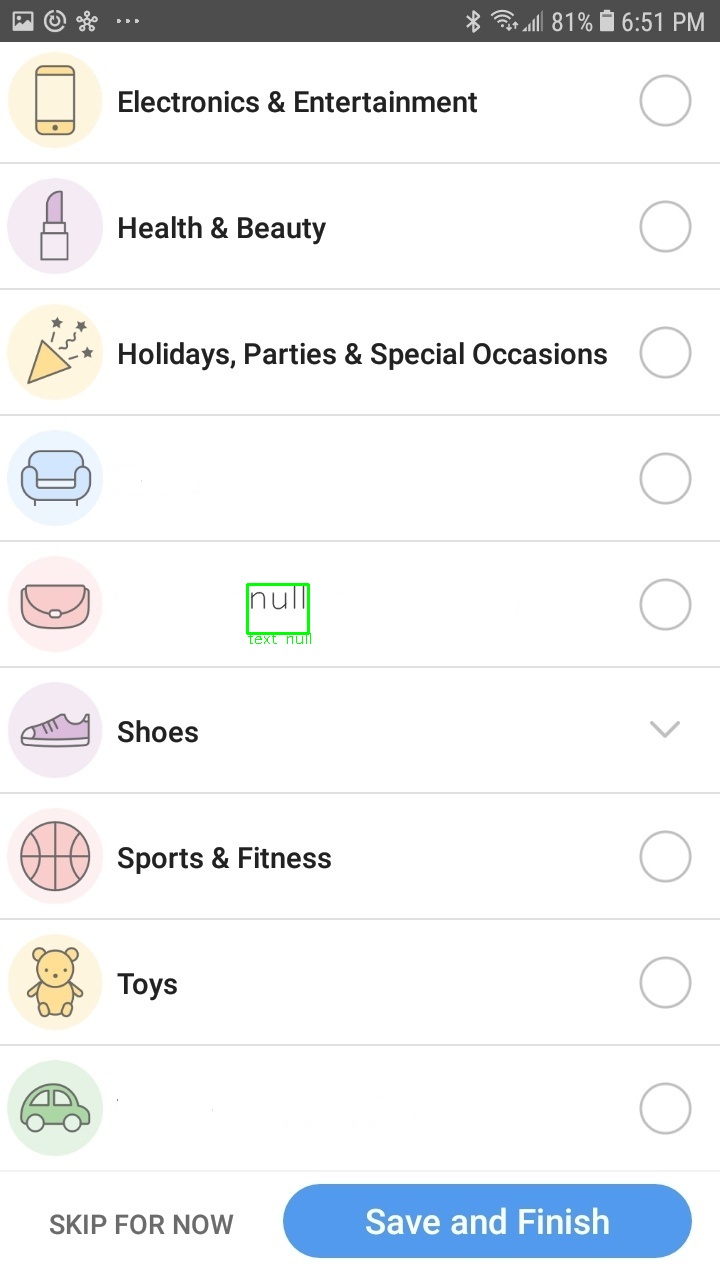 81% 6:51 PM
Electronics & Entertainment
Health & Beauty
Holidays, Parties & Special Occasions
null
text null
Shoes
Sports & Fitness
Toys
SKIP FOR NOW
Save and Finish